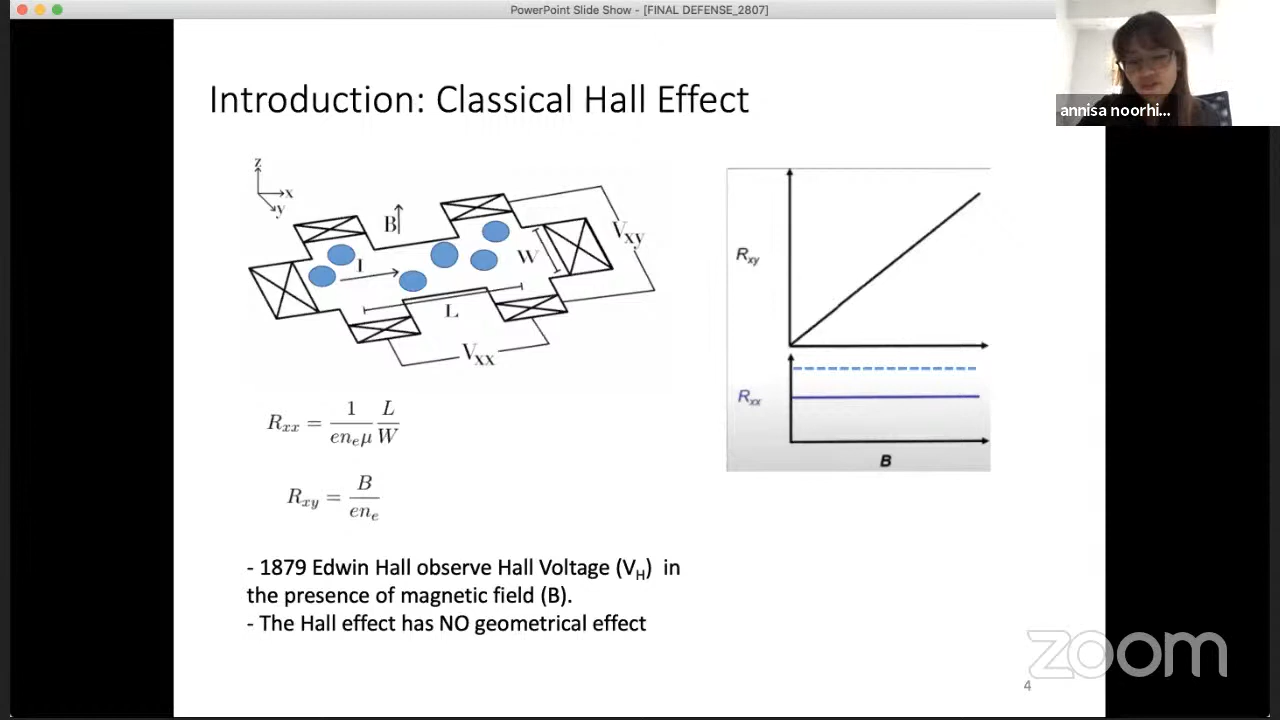 PowerPoint Slide Show - [FINAL DEFENSE_2807]
annisa noorhi...
Introduction: Classical Hall Effect
z
x
y
B
I
W
L
Vxy
Vxx
Rxy
Rxx
B
Rxx = 1/(eneμ) L/W
Rxy = B/(ene)
- 1879 Edwin Hall observe Hall Voltage (VH) in
the presence of magnetic field (B).
- The Hall effect has NO geometrical effect
zoom
4